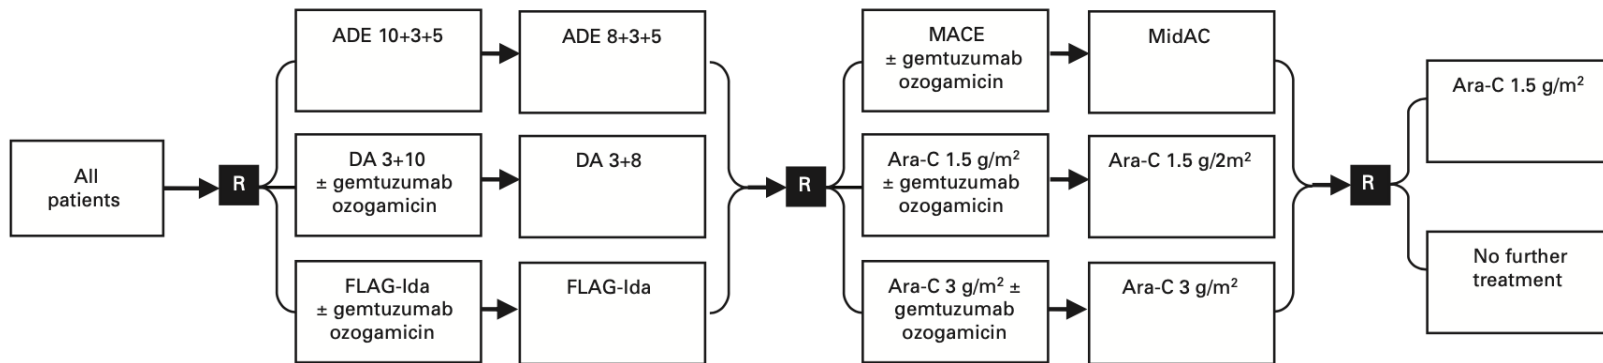 All
patients
R
ADE 10+3+5
ADE 8+3+5
DA 3+10
± gemtuzumab
ozogamicin
DA 3+8
FLAG-Ida
± gemtuzumab
ozogamicin
FLAG-Ida
R
MACE
± gemtuzumab
ozogamicin
MidAC
Ara-C 1.5 g/m²
± gemtuzumab
ozogamicin
Ara-C 1.5 g/2m²
Ara-C 3 g/m² ±
gemtuzumab
ozogamicin
Ara-C 3 g/m²
R
Ara-C 1.5 g/m²
No further
treatment